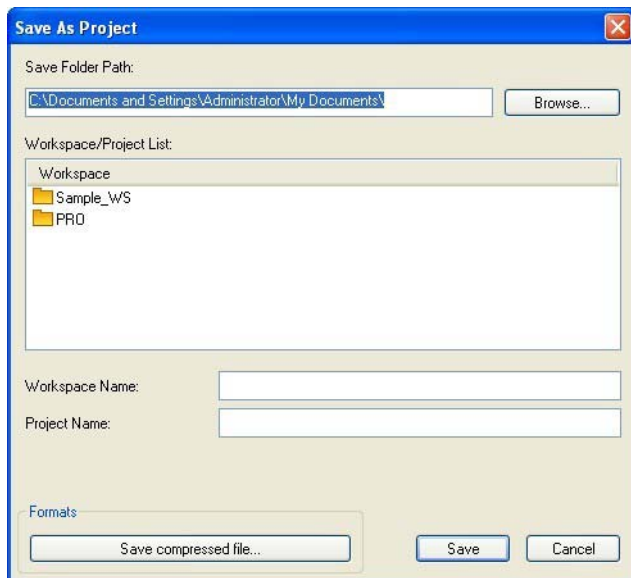 Save As Project
Save Folder Path:
C:\Documents and Settings\Administrator\My Documents\
Browse...
Workspace/Project List:
Workspace
Sample_WS
PRO
Workspace Name:
Project Name:
Formats
Save compressed file...
Save
Cancel